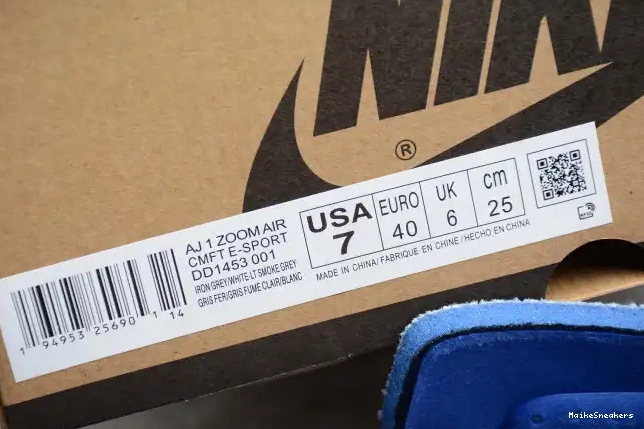 NIK
®
AJ 1 ZOOM AIR
CMFT E-SPORT
DD1453 001
IRON GREY/WHITE-LT SMOKE GREY
GRIS FER/GRIS FUME CLAIR/BLANC
1 94953 25690 1 14
USA
7
EURO
40
UK
6
cm
25
MADE IN CHINA / FABRIQUE EN CHINE / HECHO EN CHINA
RFID
MaikeSneakers